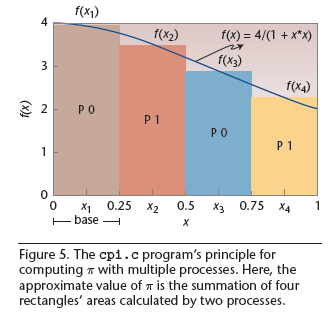 f(x₁)
4
f(x₂)
f(x) = 4/(1 + x*x)
f(x₃)
3
f(x₄)
f(x)
2
P 0
P 1
P 0
P 1
1
0
0 x₁ 0.25 x₂ 0.5 x₃ 0.75 x₄ 1
base
x
Figure 5. The cpi.c program's principle for
computing π with multiple processes. Here, the
approximate value of π is the summation of four
rectangles' areas calculated by two processes.